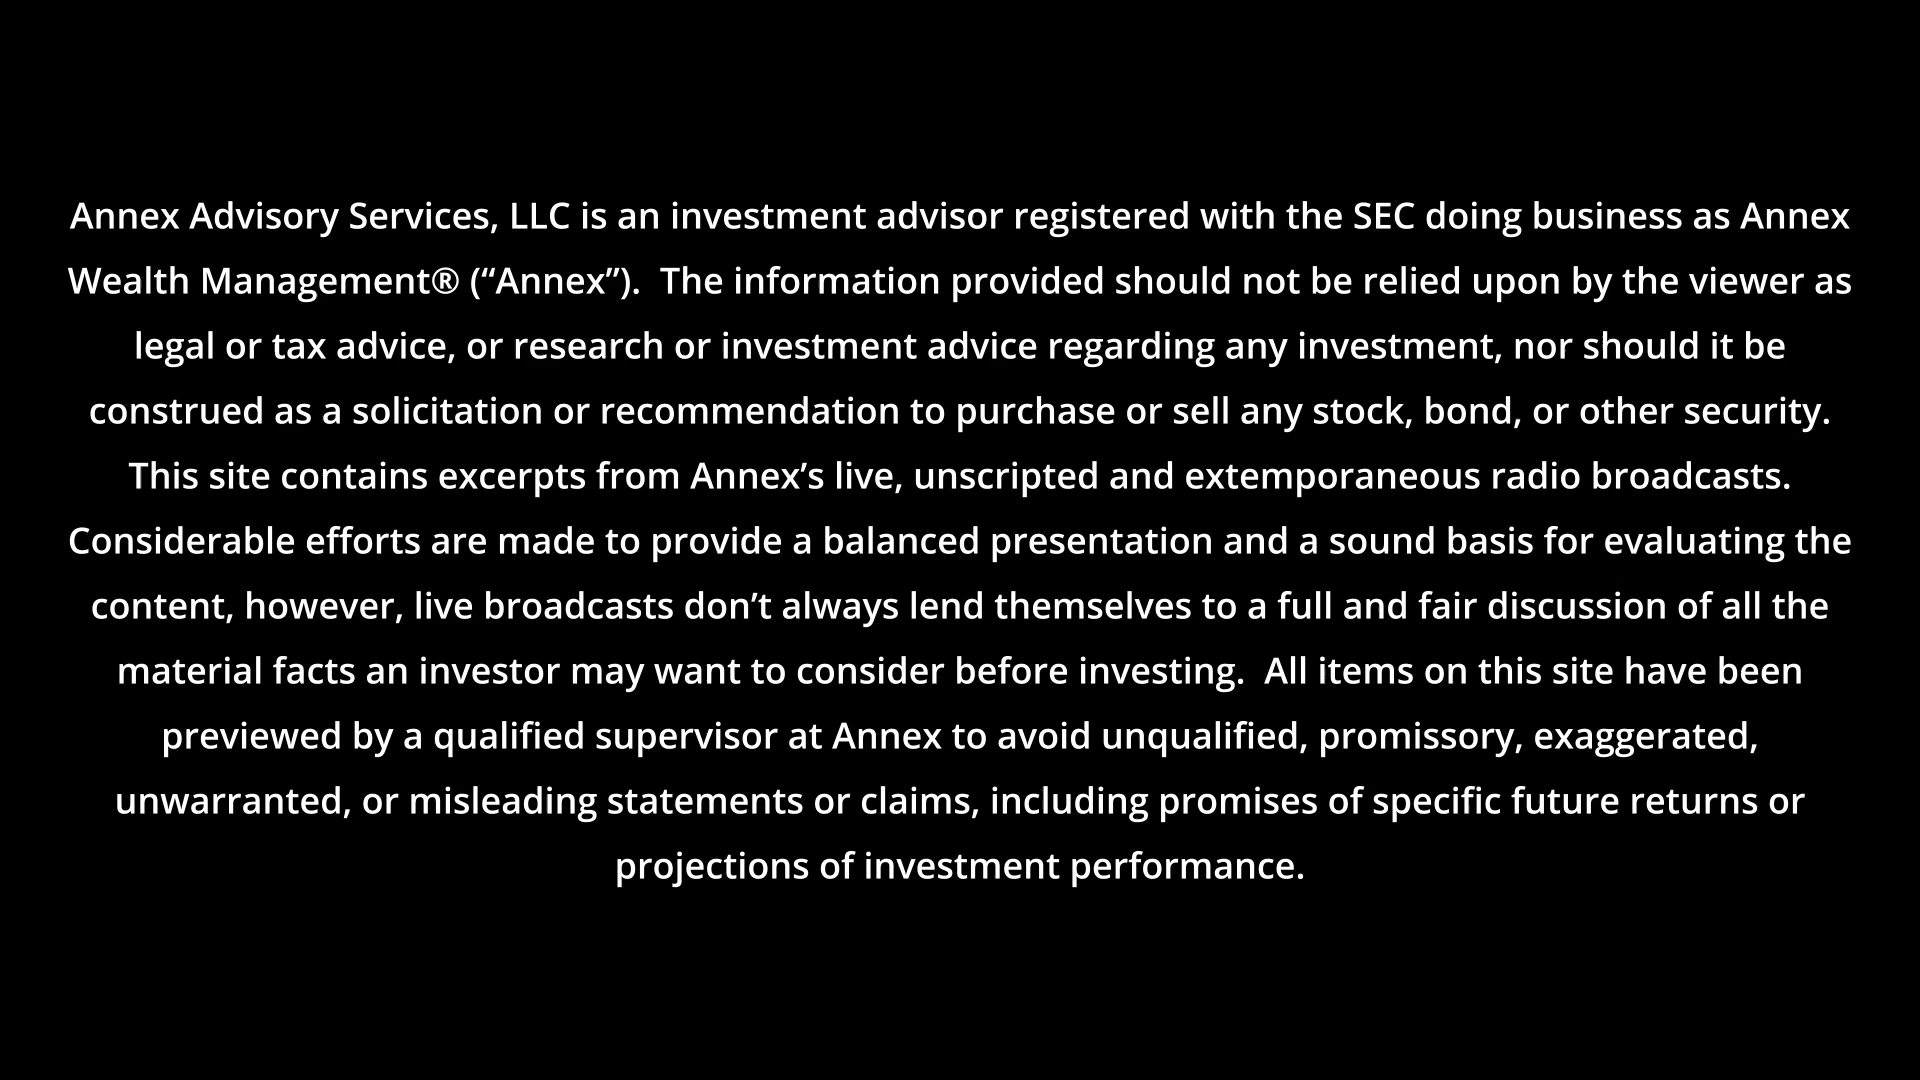 Annex Advisory Services, LLC is an investment advisor registered with the SEC doing business as Annex
Wealth Management® (“Annex”).  The information provided should not be relied upon by the viewer as
legal or tax advice, or research or investment advice regarding any investment, nor should it be
construed as a solicitation or recommendation to purchase or sell any stock, bond, or other security.
This site contains excerpts from Annex’s live, unscripted and extemporaneous radio broadcasts.
Considerable efforts are made to provide a balanced presentation and a sound basis for evaluating the
content, however, live broadcasts don’t always lend themselves to a full and fair discussion of all the
material facts an investor may want to consider before investing.  All items on this site have been
previewed by a qualified supervisor at Annex to avoid unqualified, promissory, exaggerated,
unwarranted, or misleading statements or claims, including promises of specific future returns or
projections of investment performance.